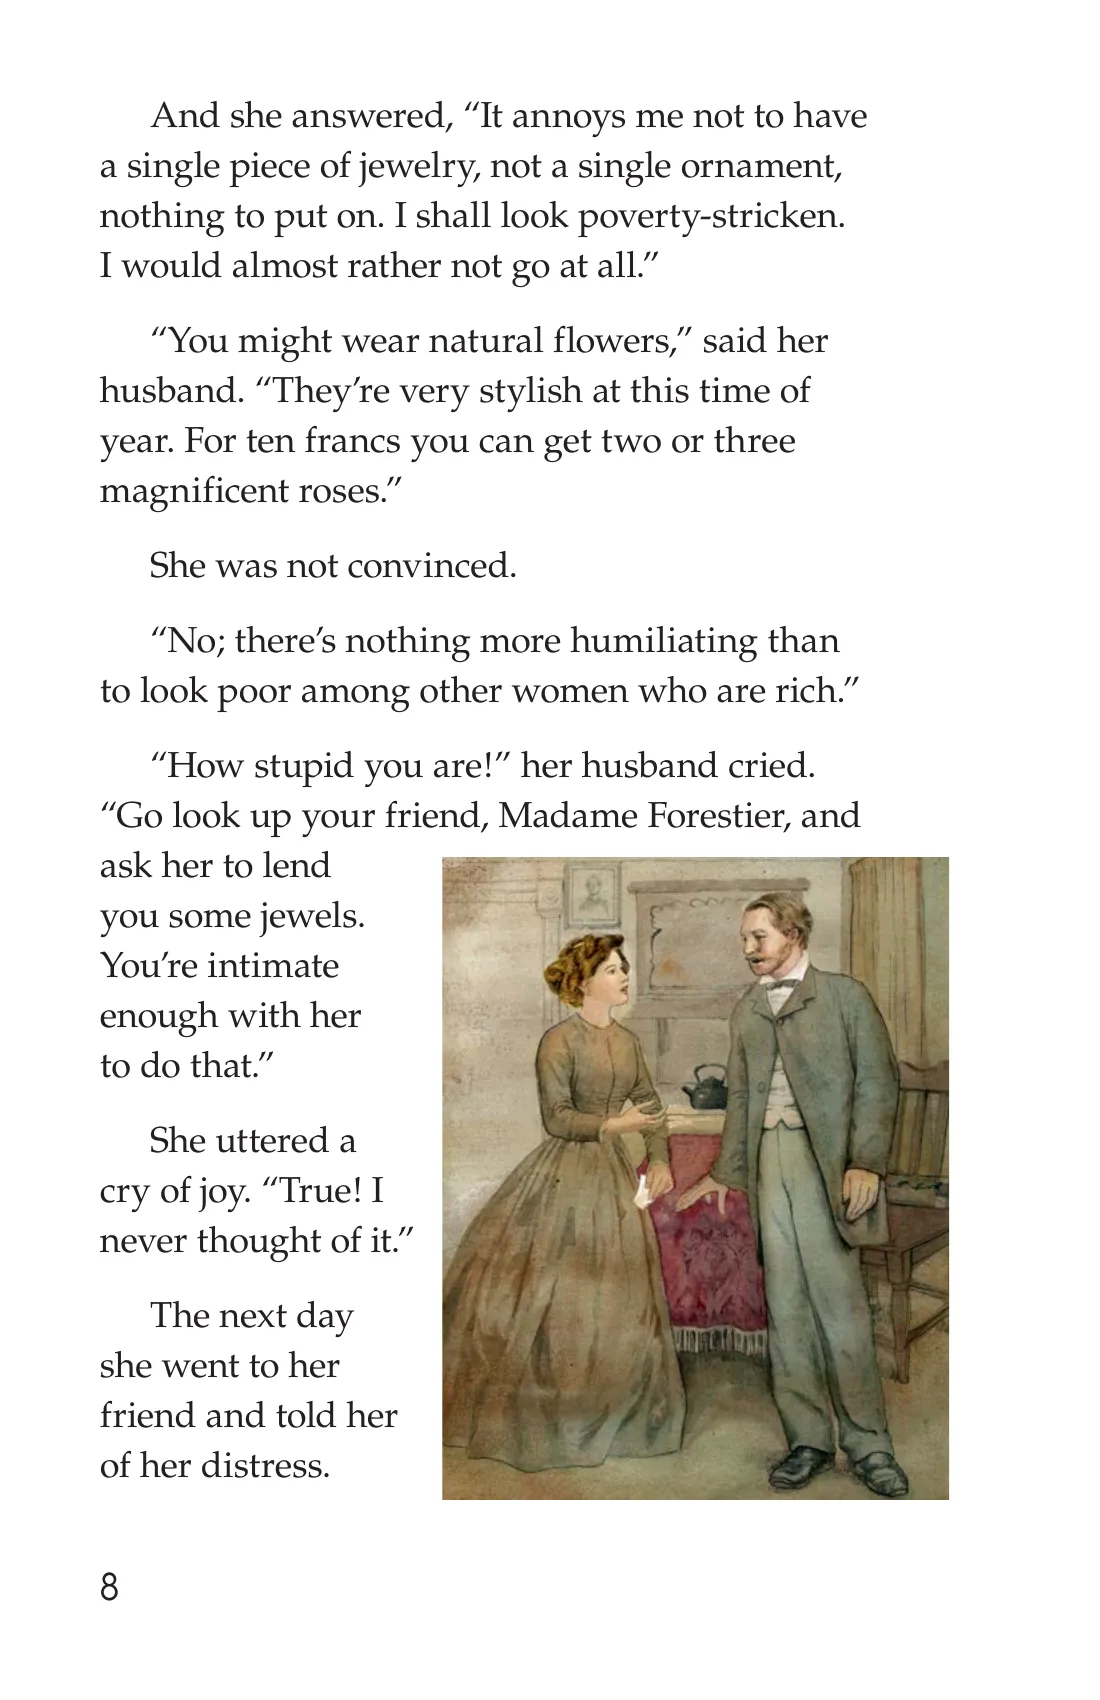 And she answered, “It annoys me not to have
a single piece of jewelry, not a single ornament,
nothing to put on. I shall look poverty-stricken.
I would almost rather not go at all.”
“You might wear natural flowers,” said her
husband. “They’re very stylish at this time of
year. For ten francs you can get two or three
magnificent roses.”
She was not convinced.
“No; there’s nothing more humiliating than
to look poor among other women who are rich.”
“How stupid you are!” her husband cried.
“Go look up your friend, Madame Forestier, and
ask her to lend
you some jewels.
You’re intimate
enough with her
to do that.”
She uttered a
cry of joy. “True! I
never thought of it.”
The next day
she went to her
friend and told her
of her distress.
8